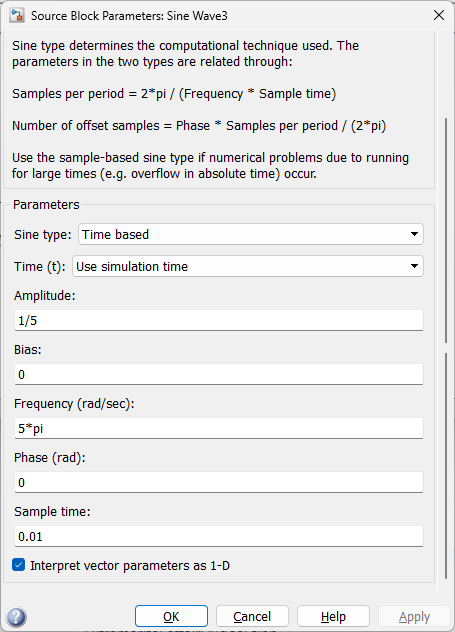 Source Block Parameters: Sine Wave3
Sine type determines the computational technique used. The
parameters in the two types are related through:
Samples per period = 2*pi / (Frequency * Sample time)
Number of offset samples = Phase * Samples per period / (2*pi)
Use the sample-based sine type if numerical problems due to running
for large times (e.g. overflow in absolute time) occur.
Parameters
Sine type: Time based
Time (t): Use simulation time
Amplitude:
1/5
Bias:
0
Frequency (rad/sec):
5*pi
Phase (rad):
0
Sample time:
0.01
Interpret vector parameters as 1-D
OK Cancel Help Apply